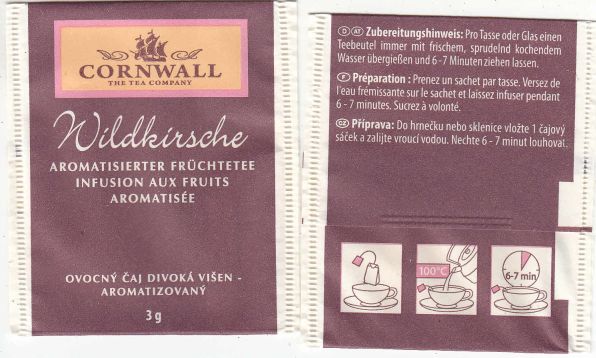 CORNWALL
THE TEA COMPANY
Wildkirsche
AROMATISIERTER FRÜCHTETEE
INFUSION AUX FRUITS
AROMATISÉE
OVOCNÝ ČAJ DIVOKÁ VIŠEN -
AROMATIZOVANÝ
3 g
D AT Zubereitungshinweis: Pro Tasse oder Glas einen
Teebeutel immer mit frischem, sprudelnd kochendem
Wasser übergießen und 6 -7 Minuten ziehen lassen.
F Préparation : Prenez un sachet par tasse. Versez de
l'eau frémissante sur le sachet et laissez infuser pendant
6 - 7 minutes. Sucrez à volonté.
CZ Příprava: Do hrnečku nebo sklenice vložte 1 čajový
sáček a zalijte vroucí vodou. Nechte 6 - 7 minut louhovat.
100°C
6-7 min